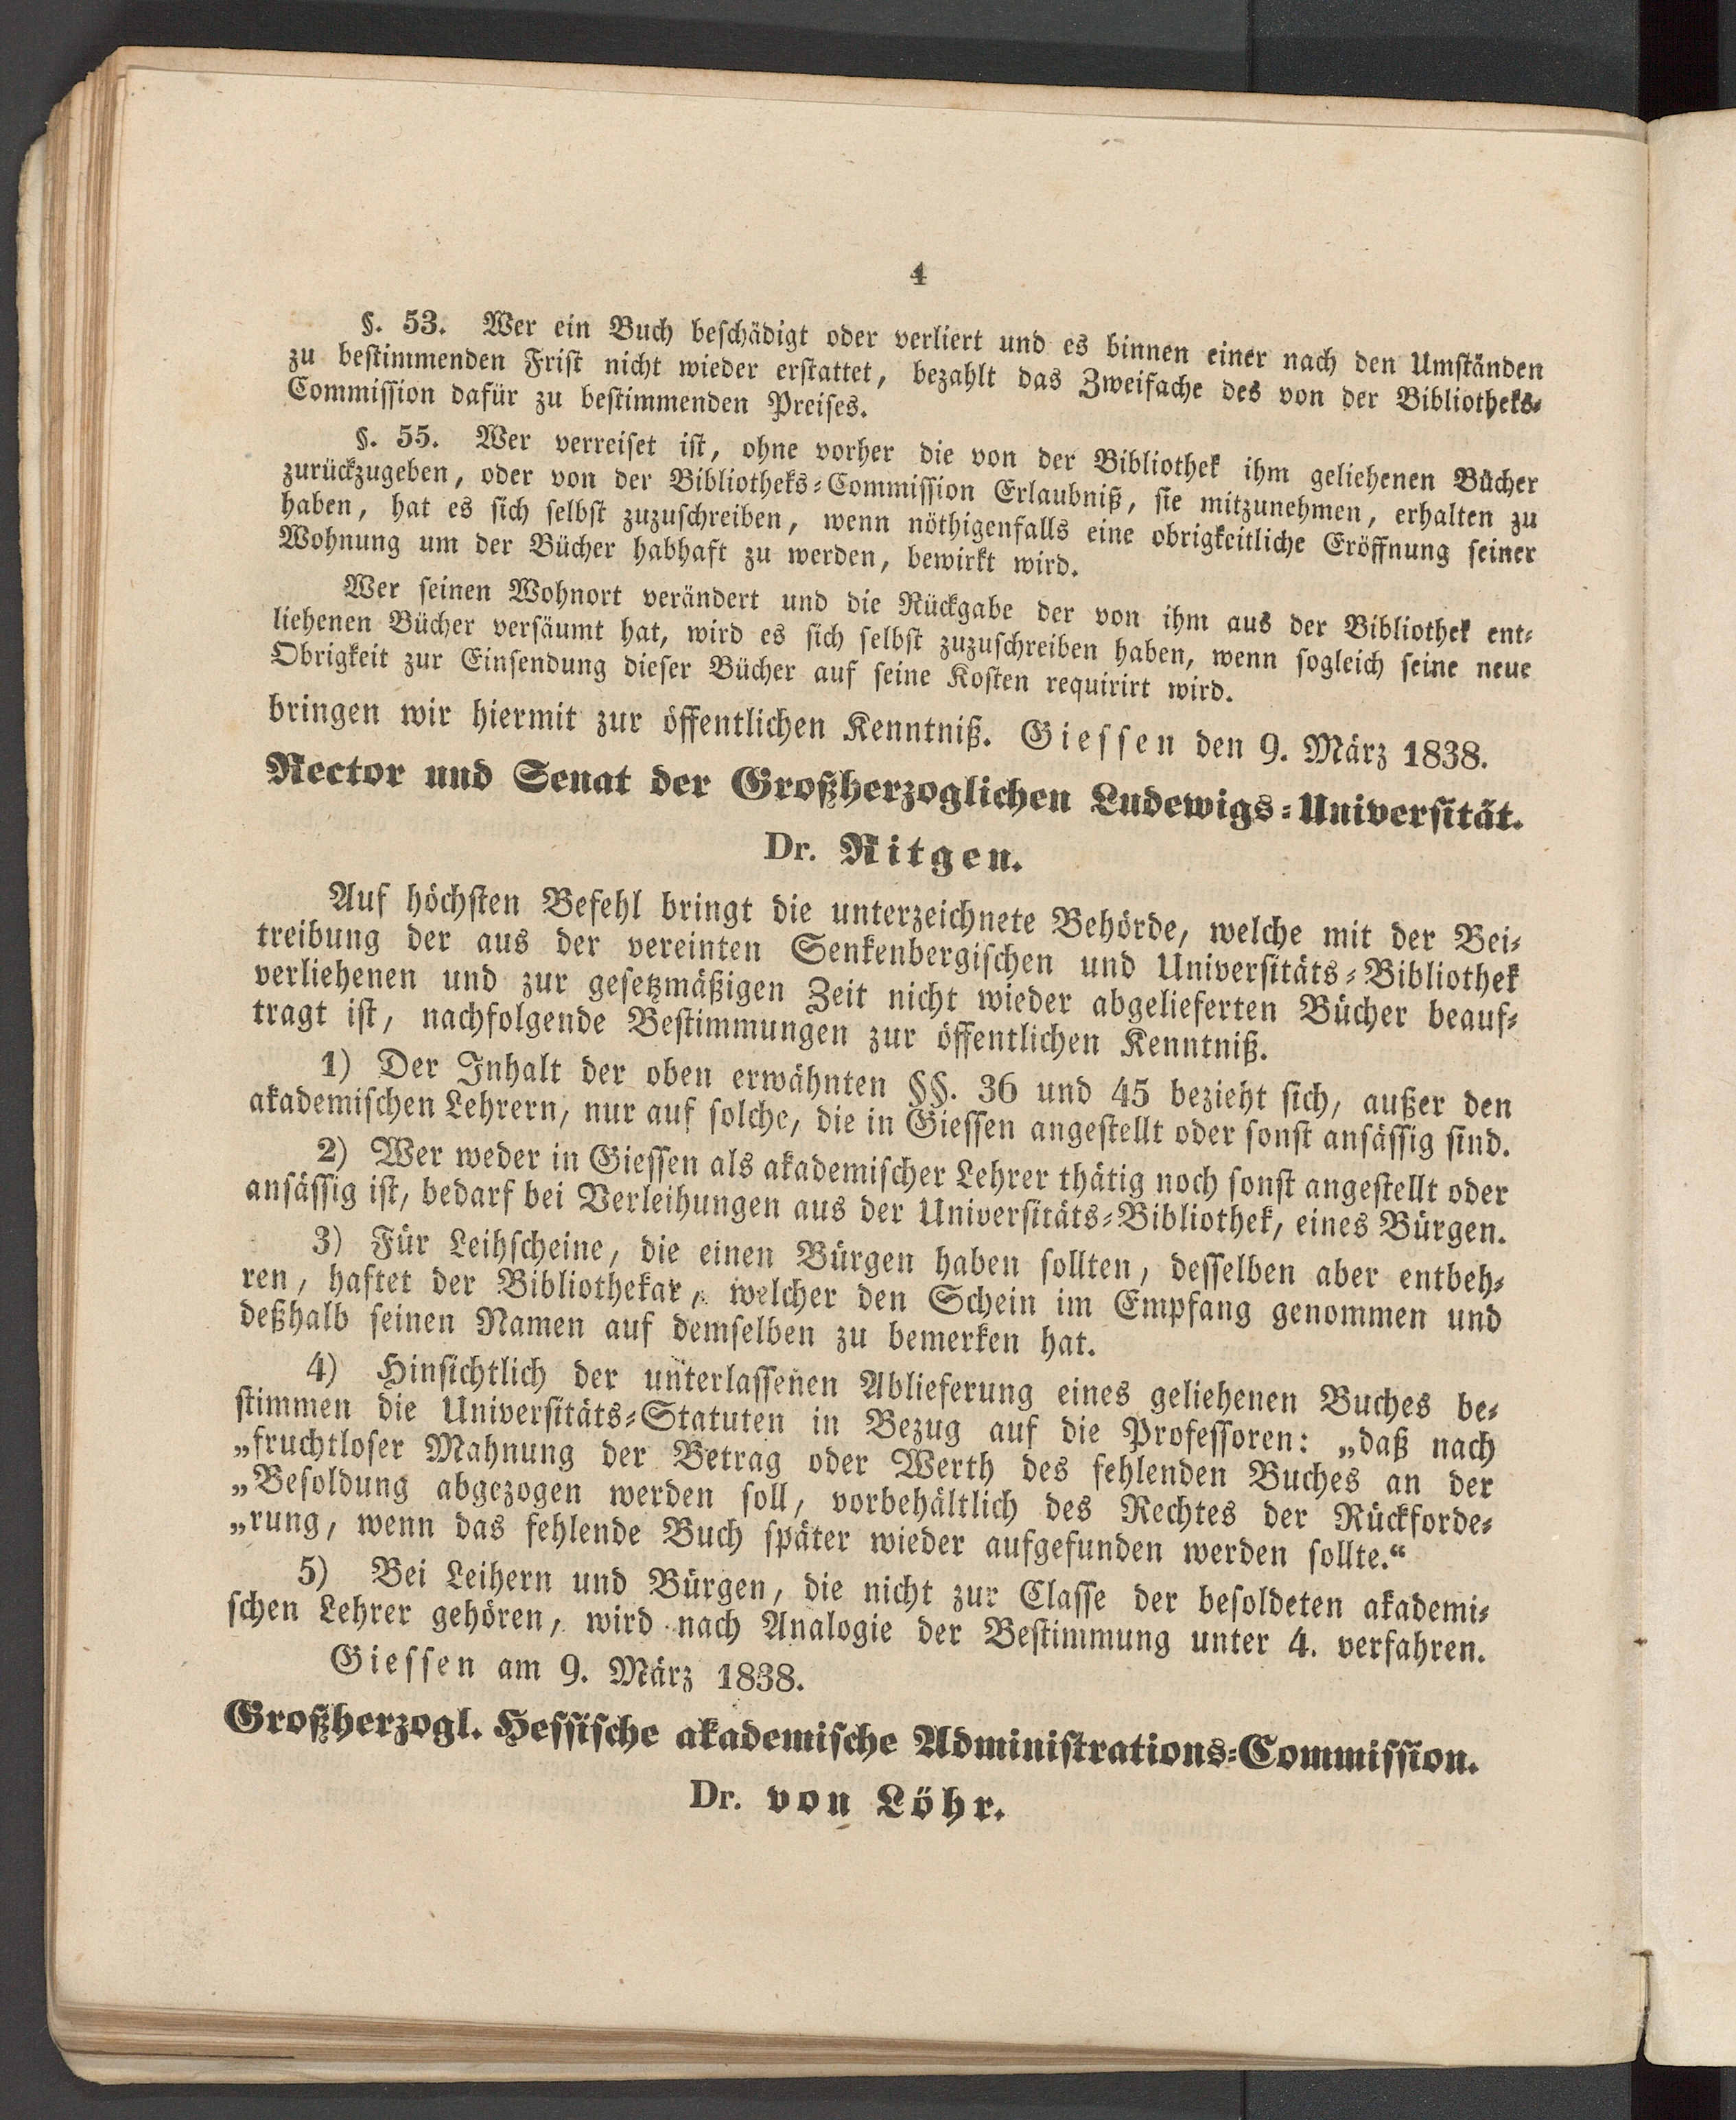 4
§. 53. Wer ein Buch beschädigt oder verliert und es binnen einer nach den Umständen
zu bestimmenden Frist nicht wieder erstattet, bezahlt das Zweifache des von der Bibliotheks-
Commission dafür zu bestimmenden Preises.
§. 55. Wer verreiset ist, ohne vorher die von der Bibliothek ihm geliehenen Bücher
zurückzugeben, oder von der Bibliotheks-Commission Erlaubniß, sie mitzunehmen, erhalten zu
haben, hat es sich selbst zuzuschreiben, wenn nöthigenfalls eine obrigkeitliche Eröffnung seiner
Wohnung um der Bücher habhaft zu werden, bewirkt wird.
Wer seinen Wohnort verändert und die Rückgabe der von ihm aus der Bibliothek ent-
liehenen Bücher versäumt hat, wird es sich selbst zuzuschreiben haben, wenn sogleich seine neue
Obrigkeit zur Einsendung dieser Bücher auf seine Kosten requirirt wird.
bringen wir hiermit zur öffentlichen Kenntniß. Giessen den 9. März 1838.
Rector und Senat der Großherzoglichen Ludewigs-Universität.
Dr. Ritgen.
Auf höchsten Befehl bringt die unterzeichnete Behörde, welche mit der Bei-
treibung der aus der vereinten Senkenbergischen und Universitäts-Bibliothek
verliehenen und zur gesetzmäßigen Zeit nicht wieder abgelieferten Bücher beauf-
tragt ist, nachfolgende Bestimmungen zur öffentlichen Kenntniß.
1) Der Inhalt der oben erwähnten §§. 36 und 45 bezieht sich, außer den
akademischen Lehrern, nur auf solche, die in Giessen angestellt oder sonst ansässig sind.
2) Wer weder in Giessen als akademischer Lehrer thätig noch sonst angestellt oder
ansässig ist, bedarf bei Verleihungen aus der Universitäts-Bibliothek, eines Bürgen.
3) Für Leihscheine, die einen Bürgen haben sollten, desselben aber entbeh-
ren, haftet der Bibliothekar, welcher den Schein im Empfang genommen und
deßhalb seinen Namen auf demselben zu bemerken hat.
4) Hinsichtlich der unterlassenen Ablieferung eines geliehenen Buches be-
stimmen die Universitäts-Statuten in Bezug auf die Professoren: „daß nach
„fruchtloser Mahnung der Betrag oder Werth des fehlenden Buches an der
„Besoldung abgezogen werden soll, vorbehältlich des Rechtes der Rückforde-
„rung, wenn das fehlende Buch später wieder aufgefunden werden sollte.“
5) Bei Leihern und Bürgen, die nicht zur Classe der besoldeten akademi-
schen Lehrer gehören, wird nach Analogie der Bestimmung unter 4. verfahren.
Giessen am 9. März 1838.
Großherzogl. Hessische akademische Administrations-Commission.
Dr. von Löhr.